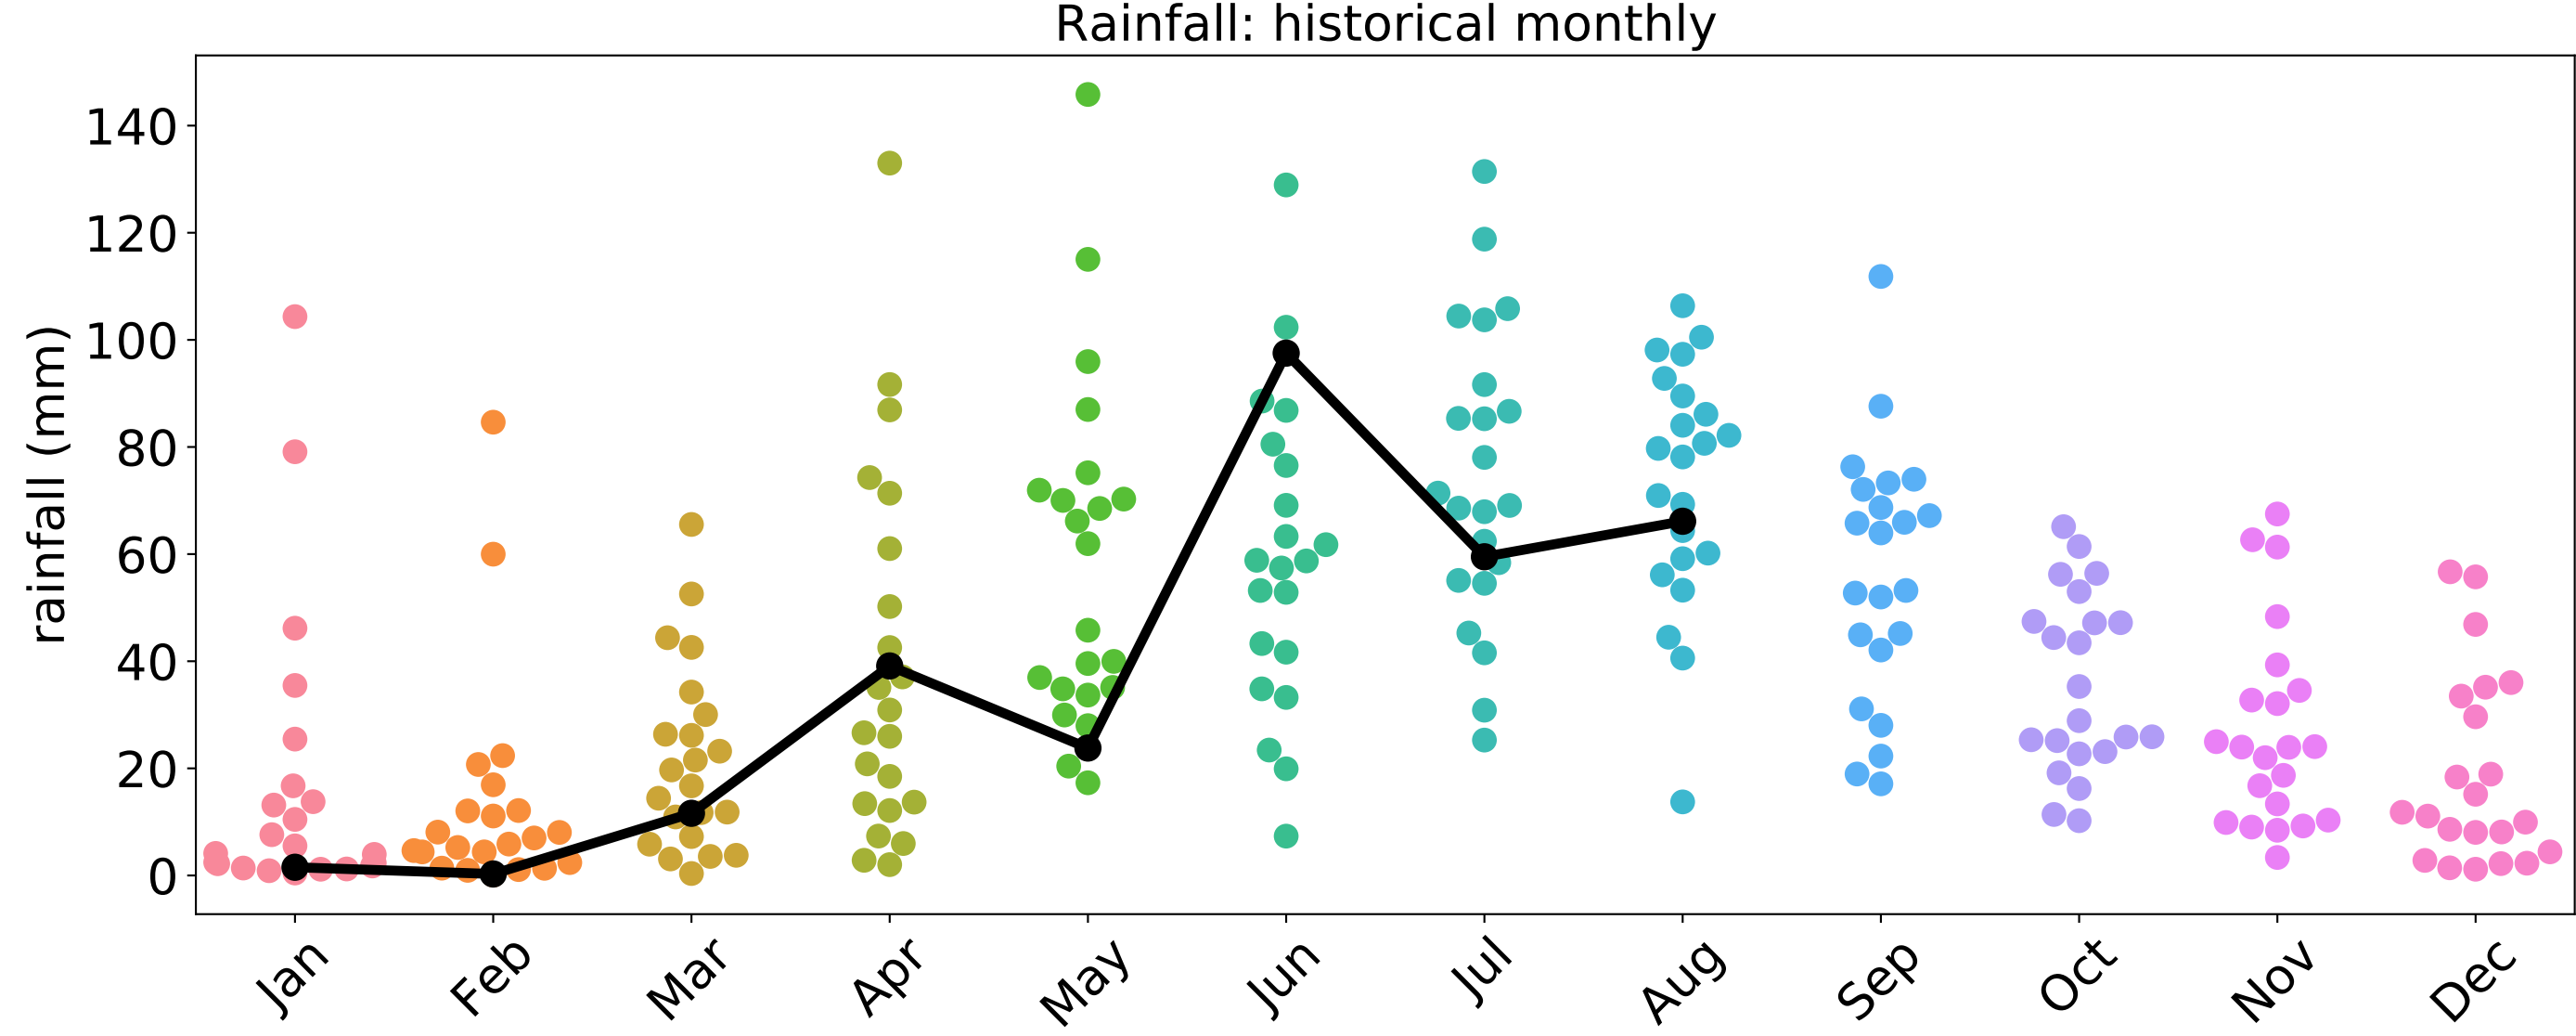 Rainfall: historical monthly
rainfall (mm)
140
120
100
80
60
40
20
0
Jan Feb Mar Apr May Jun Jul Aug Sep Oct Nov Dec